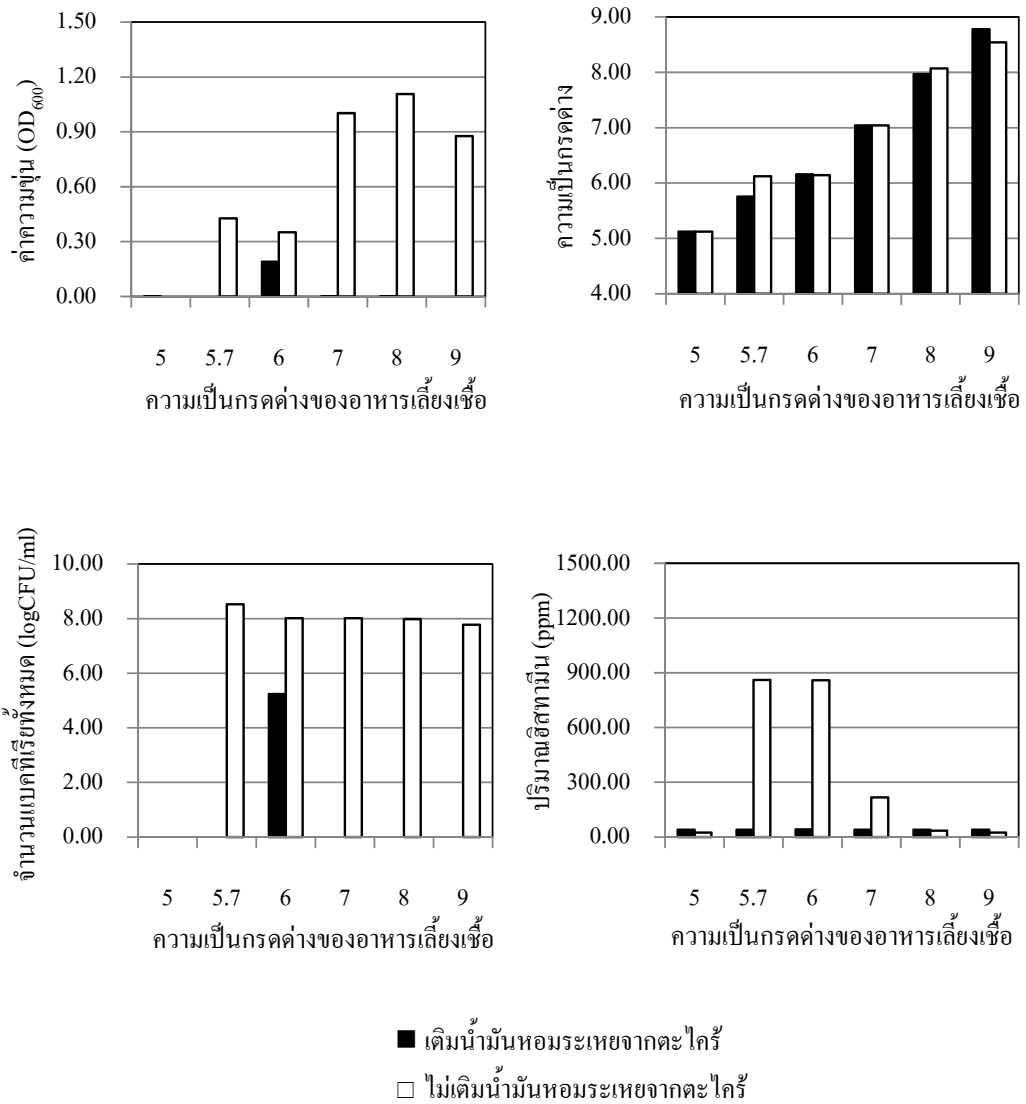 ค่าความขุ่น (OD600)
1.50
1.20
0.90
0.60
0.30
0.00
5 5.7 6 7 8 9
ความเป็นกรดด่างของอาหารเลี้ยงเชื้อ
ความเป็นกรดด่าง
9.00
8.00
7.00
6.00
5.00
4.00
5 5.7 6 7 8 9
ความเป็นกรดด่างของอาหารเลี้ยงเชื้อ
จำนวนแบคทีเรียทั้งหมด (logCFU/ml)
10.00
8.00
6.00
4.00
2.00
0.00
5 5.7 6 7 8 9
ความเป็นกรดด่างของอาหารเลี้ยงเชื้อ
ปริมาณฮิสทามีน (ppm)
1500.00
1200.00
900.00
600.00
300.00
0.00
5 5.7 6 7 8 9
ความเป็นกรดด่างของอาหารเลี้ยงเชื้อ
เติมน้ำมันหอมระเหยจากตะไคร้
ไม่เติมน้ำมันหอมระเหยจากตะไคร้